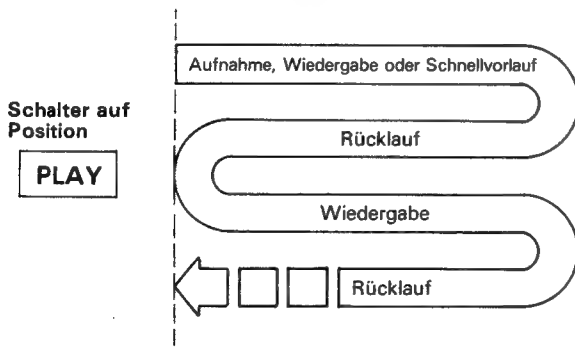 Aufnahme, Wiedergabe oder Schnellvorlauf
Schalter auf
Position
PLAY
Rücklauf
Wiedergabe
Rücklauf